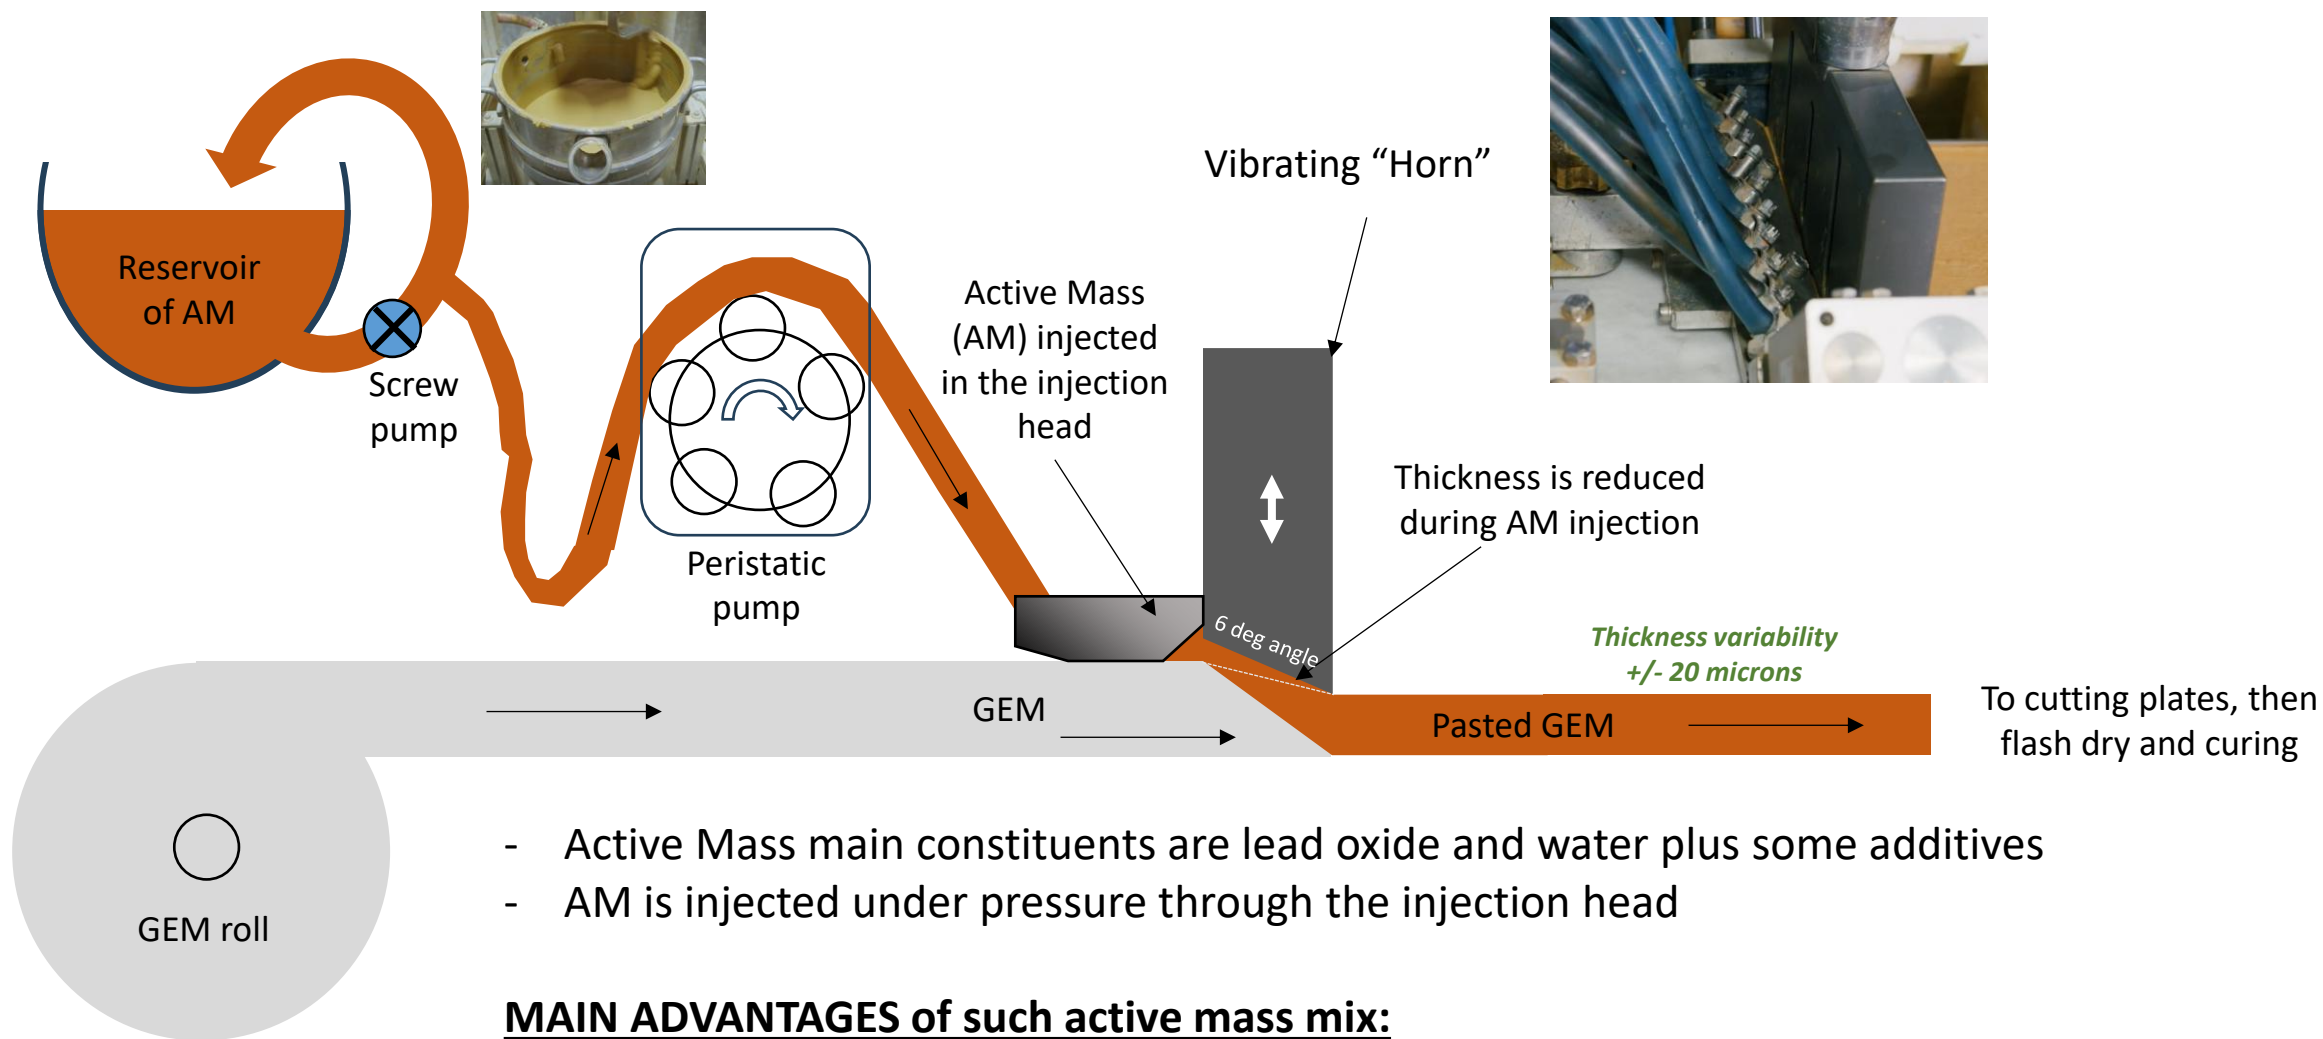 Vibrating “Horn”
Reservoir
of AM
Screw
pump
Peristatic
pump
Active Mass
(AM) injected
in the injection
head
Thickness is reduced
during AM injection
6 deg angle
Thickness variability
+/- 20 microns
GEM
Pasted GEM
To cutting plates, then
flash dry and curing
GEM roll
- Active Mass main constituents are lead oxide and water plus some additives
- AM is injected under pressure through the injection head
MAIN ADVANTAGES of such active mass mix: